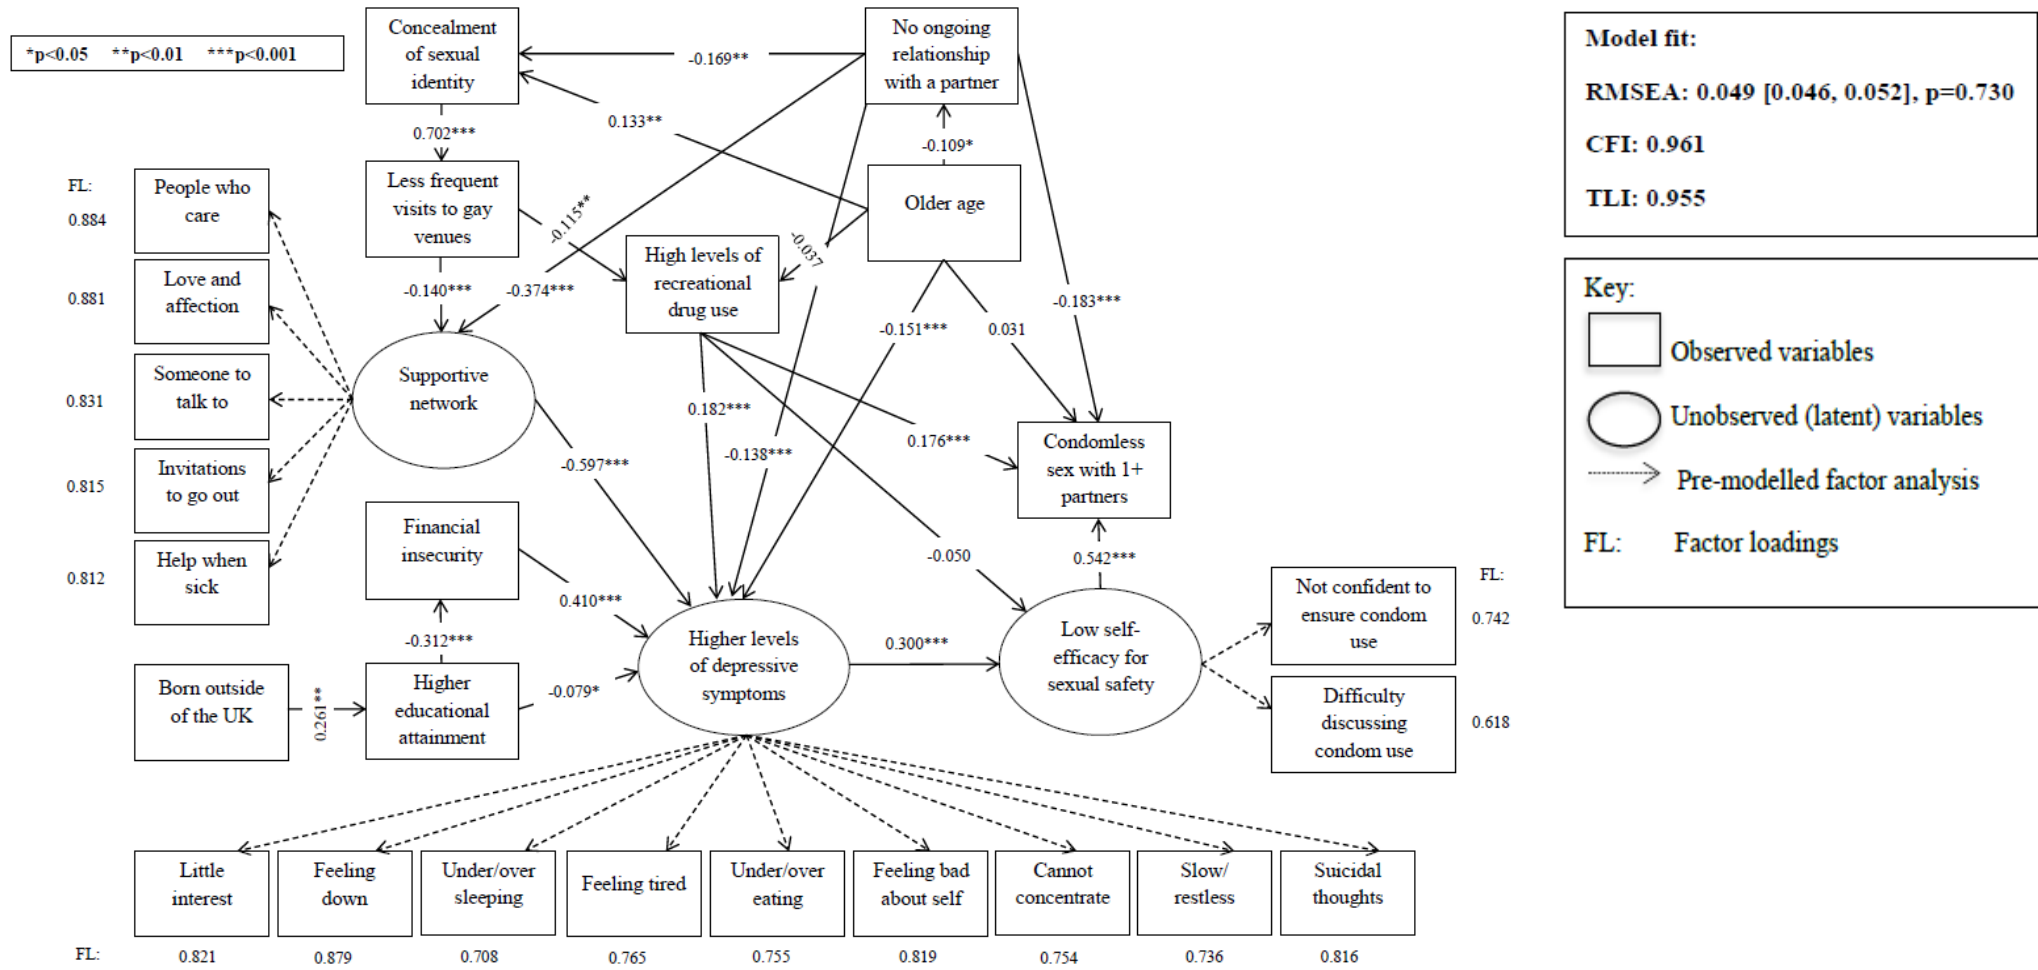 *p<0.05 **p<0.01 ***p<0.001
Concealment
of sexual
identity
-0.169**
No ongoing
relationship
with a partner
0.702***
0.133**
-0.109*
Less frequent
visits to gay
venues
Older age
-0.115**
-0.037
High levels of
recreational
drug use
-0.140***
-0.374***
-0.151***
0.031
-0.183***
FL:
0.884
People who
care
0.881
Love and
affection
0.831
Someone to
talk to
0.815
Invitations
to go out
0.812
Help when
sick
Supportive
network
0.182***
-0.138***
0.176***
Condomless
sex with 1+
partners
-0.597***
Financial
insecurity
0.410***
-0.050
0.542***
-0.312***
Born outside
of the UK
0.261**
Higher
educational
attainment
-0.079*
Higher levels
of depressive
symptoms
0.300***
Low self-
efficacy for
sexual safety
FL:
Not confident to
ensure condom
use
0.742
Difficulty
discussing
condom use
0.618
Little
interest
Feeling
down
Under/over
sleeping
Feeling tired
Under/over
eating
Feeling bad
about self
Cannot
concentrate
Slow/
restless
Suicidal
thoughts
FL: 0.821 0.879 0.708 0.765 0.755 0.819 0.754 0.736 0.816
Model fit:
RMSEA: 0.049 [0.046, 0.052], p=0.730
CFI: 0.961
TLI: 0.955
Key:
Observed variables
Unobserved (latent) variables
Pre-modelled factor analysis
FL: Factor loadings